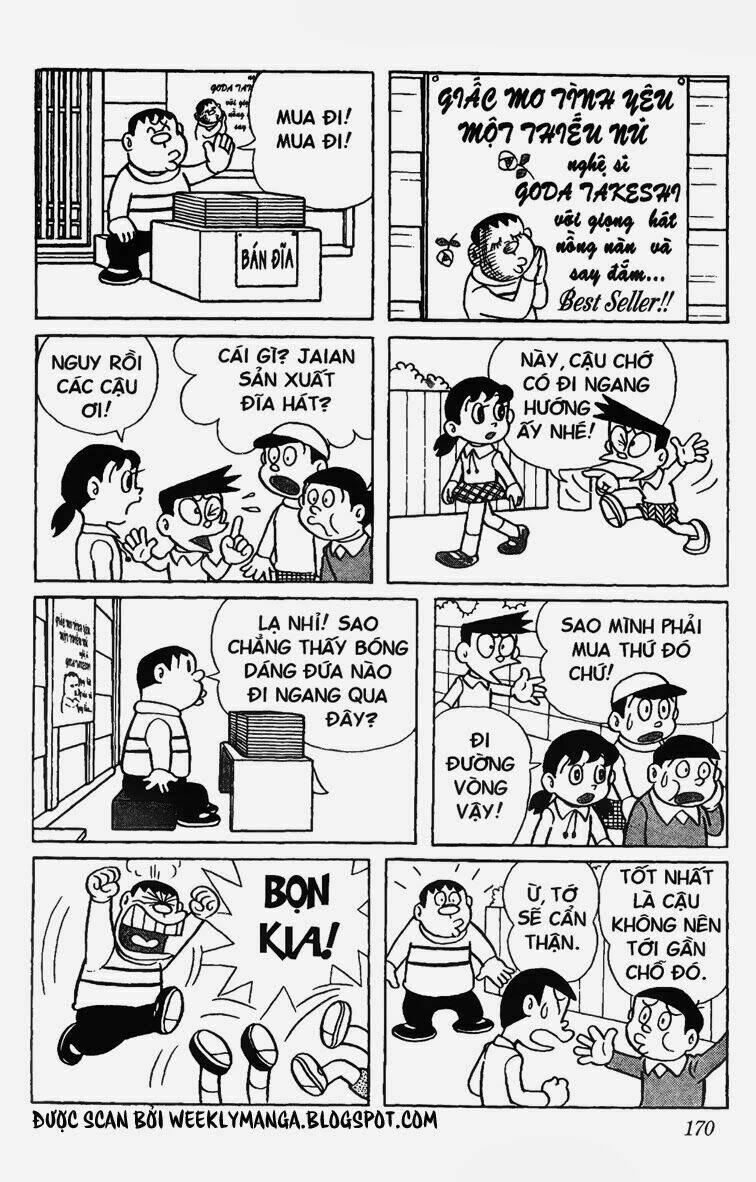 GODA TAKE
MUA ĐI!
MUA ĐI!
BÁN ĐĨA
GIẤC MƠ TÌNH YÊU
MỘT THIẾU NỮ
nghệ sĩ
GODA TAKESHI
với giọng hát
nồng nàn và
say đắm...
Best Seller!!
NGUY RỒI
CÁC CẬU
ƠI!
CÁI GÌ? JAIAN
SẢN XUẤT
ĐĨA HÁT?
NÀY, CẬU CHỚ
CÓ ĐI NGANG
HƯỚNG
ẤY NHÉ!
LẠ NHỈ! SAO
CHẲNG THẤY BÓNG
DÁNG ĐỨA NÀO
ĐI NGANG QUA
ĐÂY?
SAO MÌNH PHẢI
MUA THỨ ĐÓ
CHỨ!
ĐI
ĐƯỜNG
VÒNG
VẬY!
BỌN
KIA!
Ừ, TỚ
SẼ CẨN
THẬN.
TỐT NHẤT
LÀ CẬU
KHÔNG NÊN
TỚI GẦN
CHỖ ĐÓ.
ĐƯỢC SCAN BỞI WEEKLYMANGA.BLOGSPOT.COM
170